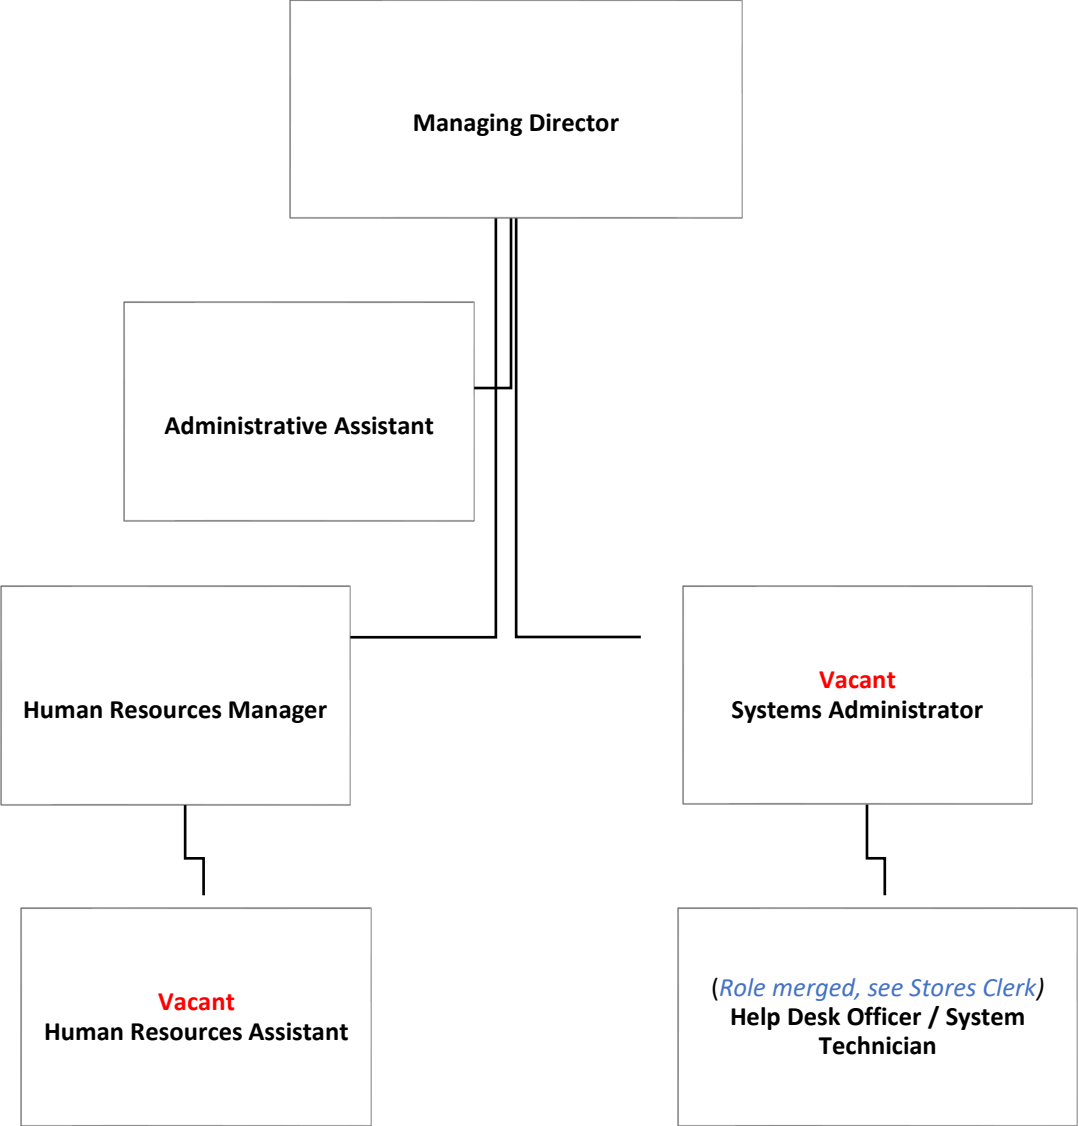 Managing Director
Administrative Assistant
Human Resources Manager
Vacant
Systems Administrator
Vacant
Human Resources Assistant
(Role merged, see Stores Clerk)
Help Desk Officer / System
Technician